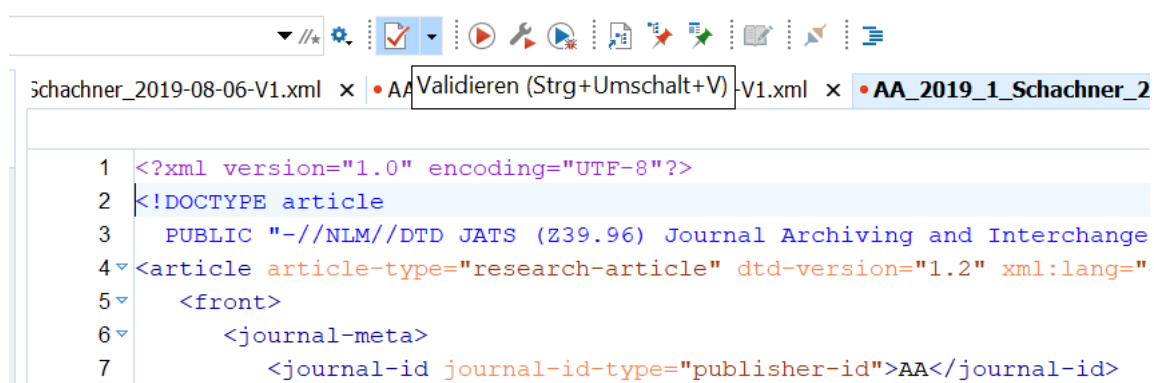 Schachner_2019-08-06-V1.xml × • AA Validieren (Strg+Umschalt+V) -V1.xml × • AA_2019_1_Schachner_2
1 <?xml version="1.0" encoding="UTF-8"?>
2 <!DOCTYPE article
3 PUBLIC "-//NLM//DTD JATS (Z39.96) Journal Archiving and Interchange
4 <article article-type="research-article" dtd-version="1.2" xml:lang="
5 <front>
6 <journal-meta>
7 <journal-id journal-id-type="publisher-id">AA</journal-id>